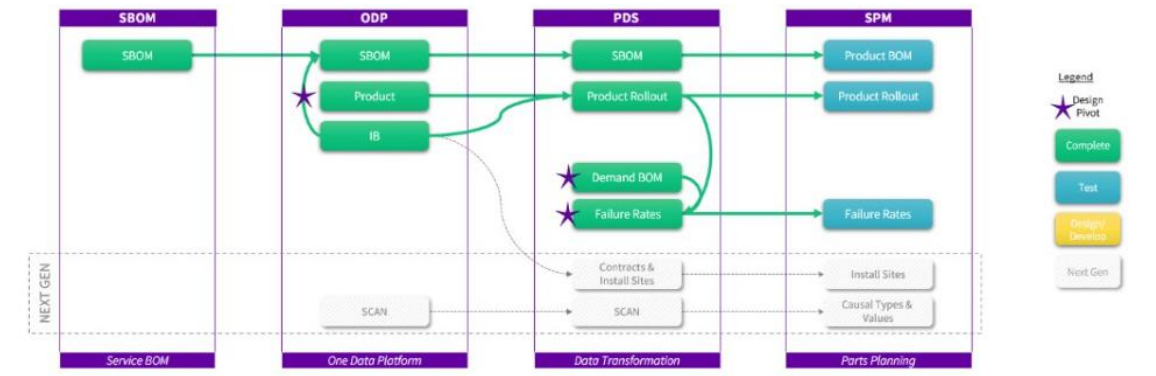 SBOM
ODP
PDS
SPM
SBOM
SBOM
SBOM
Product BOM
Product
Product Rollout
Product Rollout
IB
Demand BOM
Failure Rates
Failure Rates
NEXT GEN
Contracts &
Install Sites
Install Sites
SCAN
SCAN
Causal Types &
Values
Service BOM
One Data Platform
Data Transformation
Parts Planning
Legend
Design
Pivot
Complete
Test
Design/
Develop
Next Gen